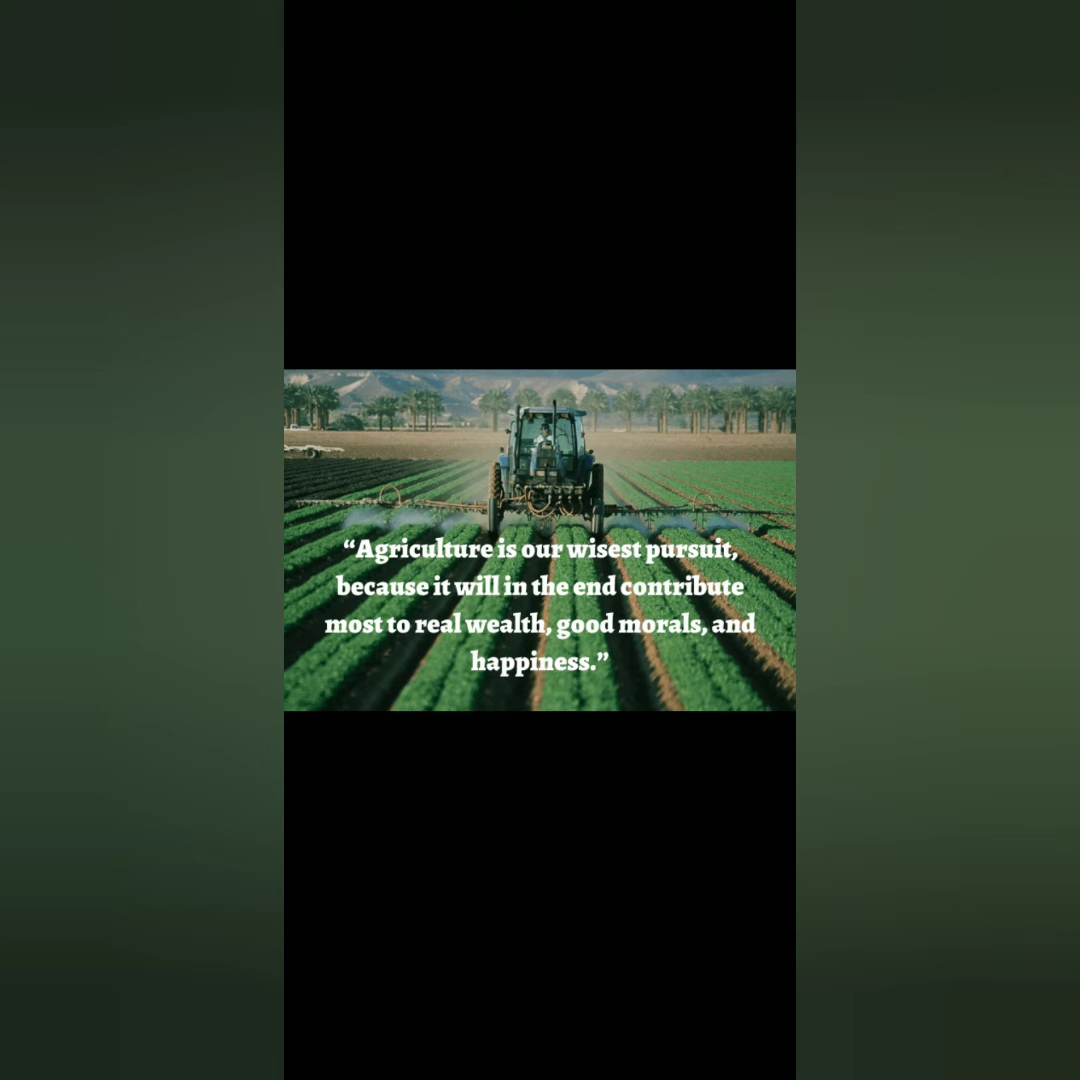 “Agriculture is our wisest pursuit,
because it will in the end contribute
most to real wealth, good morals, and
happiness.”